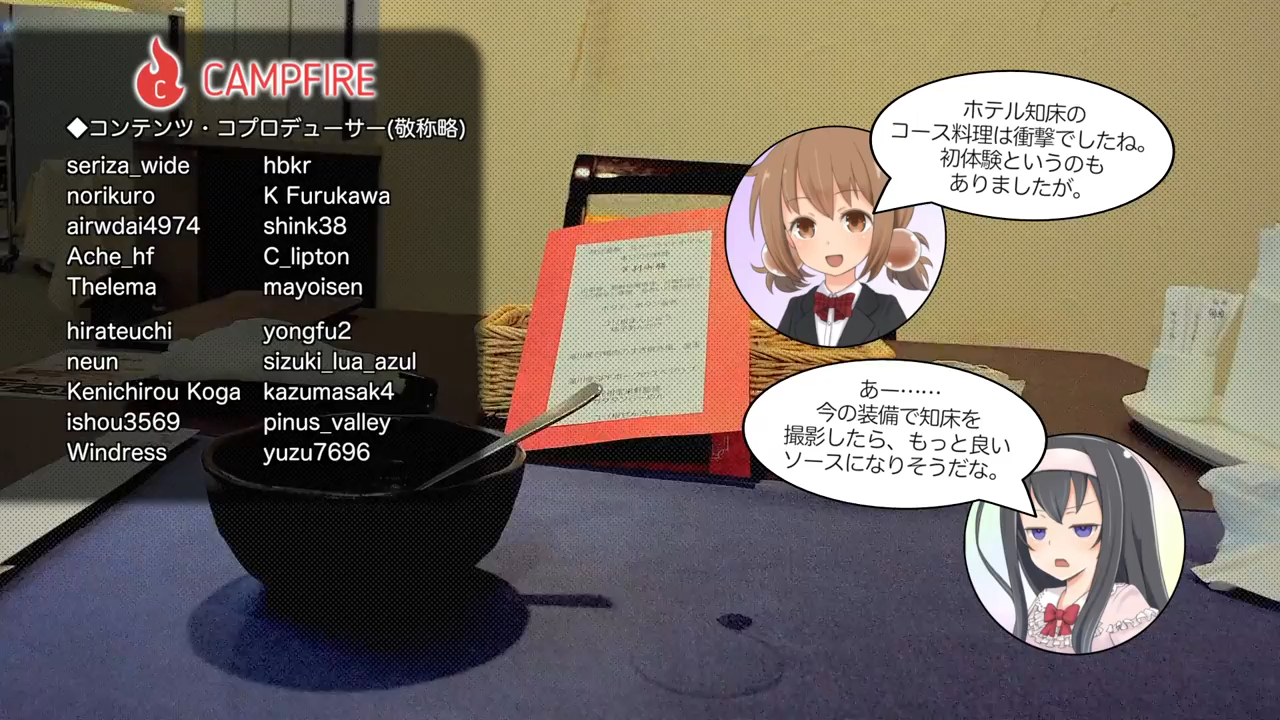 CAMPFIRE
◆コンテンツ・コプロデューサー(敬称略)
seriza_wide
norikuro
airwdai4974
Ache_hf
Thelema
hirateuchi
neun
Kenichirou Koga
ishou3569
Windress
hbkr
K Furukawa
shink38
C_lipton
mayoisen
yongfu2
sizuki_lua_azul
kazumasak4
pinus_valley
yuzu7696
ホテル知床の
コース料理は衝撃でしたね。
初体験というのも
ありましたが。
あー……
今の装備で知床を
撮影したら、もっと良い
ソースになりそうだな。